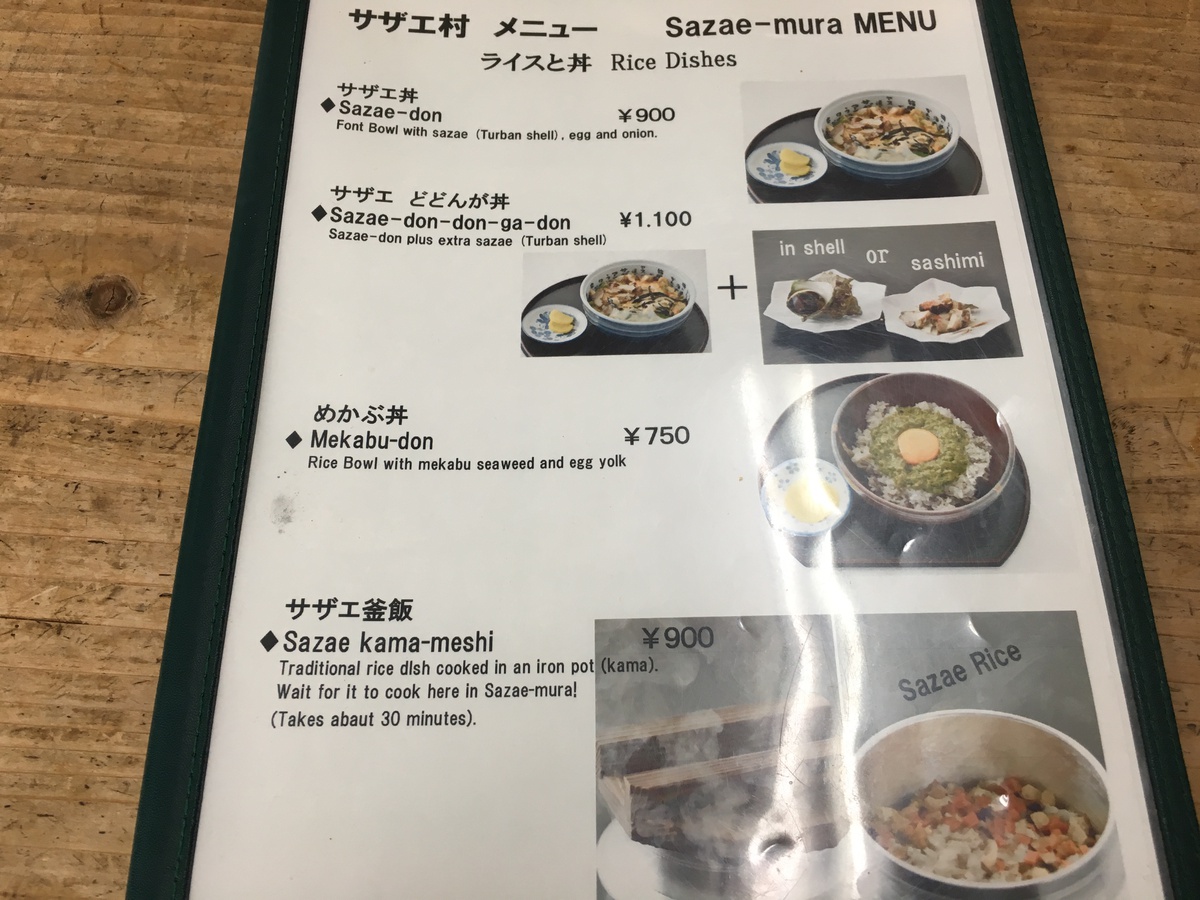 サザエ村 メニュー Sazae-mura MENU
ライスと丼 Rice Dishes
サザエ丼
◆Sazae-don ¥900
Font Bowl with sazae (Turban shell), egg and onion.
サザエ どどんが丼
◆Sazae-don-don-ga-don ¥1.100
Sazae-don plus extra sazae (Turban shell)
+
in shell or sashimi
めかぶ丼
◆ Mekabu-don ¥750
Rice Bowl with mekabu seaweed and egg yolk
サザエ釜飯
◆Sazae kama-meshi ¥900
Traditional rice dIsh cooked in an iron pot (kama).
Wait for it to cook here in Sazae-mura!
(Takes abaut 30 minutes).
Sazae Rice